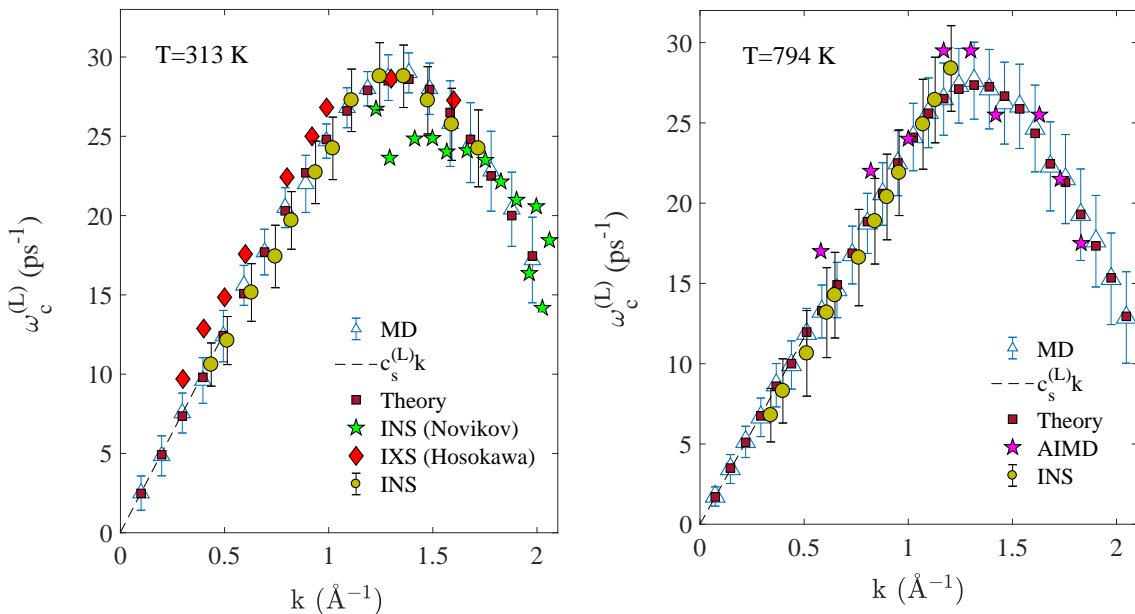 T=313 K
30
25
20
15
10
5
0
ω_c^(L) (ps^-1)
MD
c_s^(L)k
Theory
INS (Novikov)
IXS (Hosokawa)
INS
0 0.5 1 1.5 2
k (Å^−1)
T=794 K
30
25
20
15
10
5
0
ω_c^(L) (ps^-1)
MD
c_s^(L)k
Theory
AIMD
INS
0 0.5 1 1.5 2
k (Å^−1)